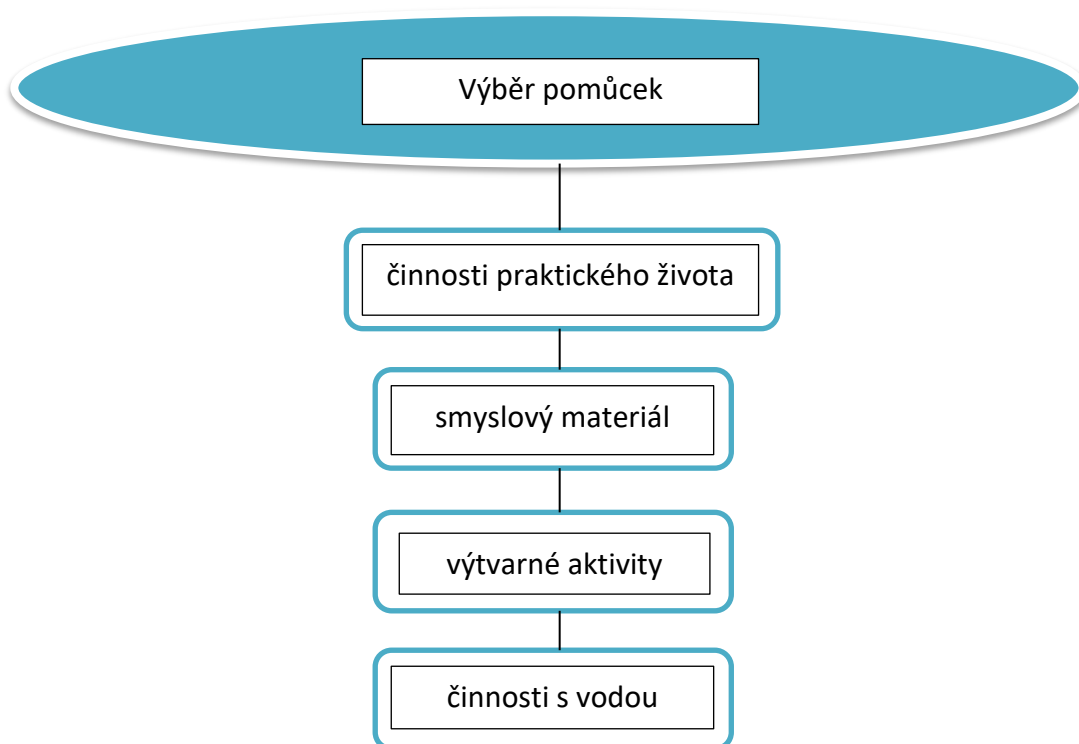 Výběr pomůcek
činnosti praktického života
smyslový materiál
výtvarné aktivity
činnosti s vodou